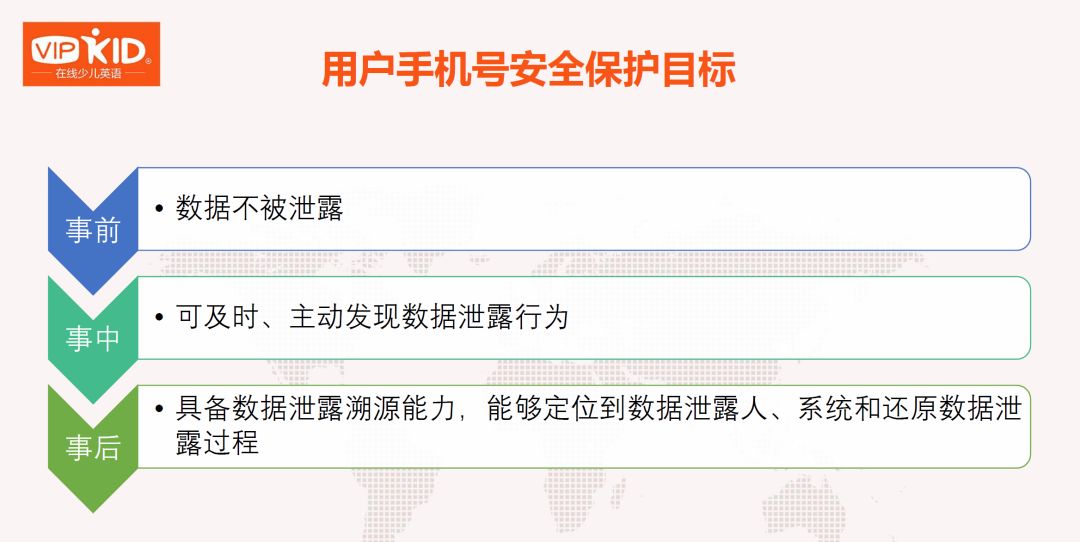 VIP KID®
在线少儿英语
用户手机号安全保护目标
事前
• 数据不被泄露
事中
• 可及时、主动发现数据泄露行为
事后
• 具备数据泄露溯源能力，能够定位到数据泄露人、系统和还原数据泄
露过程